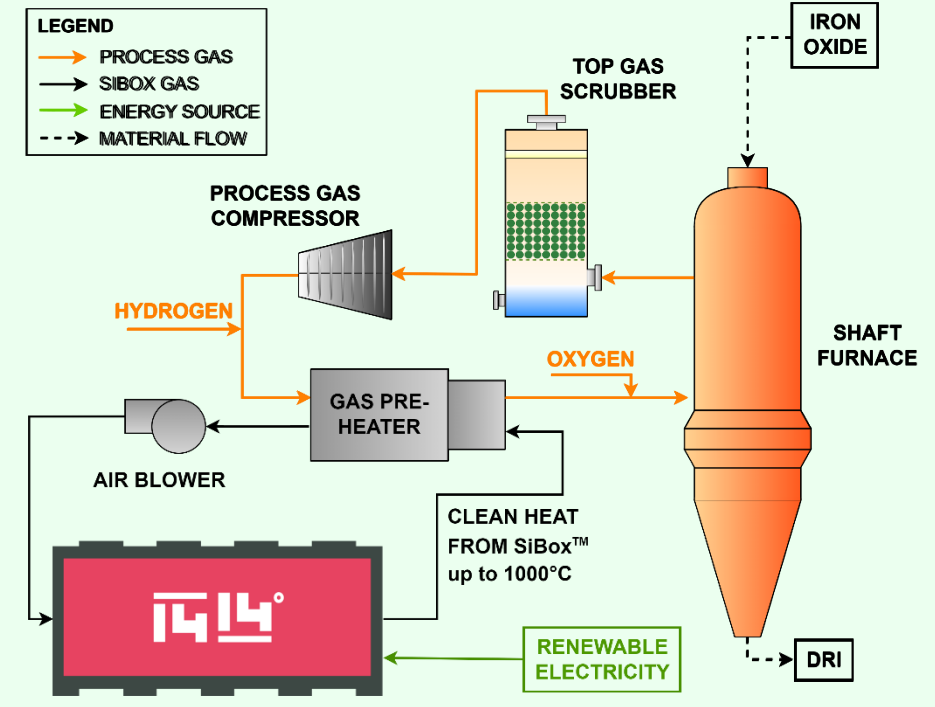 LEGEND
PROCESS GAS
SIBOX GAS
ENERGY SOURCE
MATERIAL FLOW
IRON
OXIDE
TOP GAS
SCRUBBER
PROCESS GAS
COMPRESSOR
HYDROGEN
OXYGEN
SHAFT
FURNACE
GAS PRE-
HEATER
AIR BLOWER
CLEAN HEAT
FROM SiBox™
up to 1000°C
1414°
RENEWABLE
ELECTRICITY
DRI